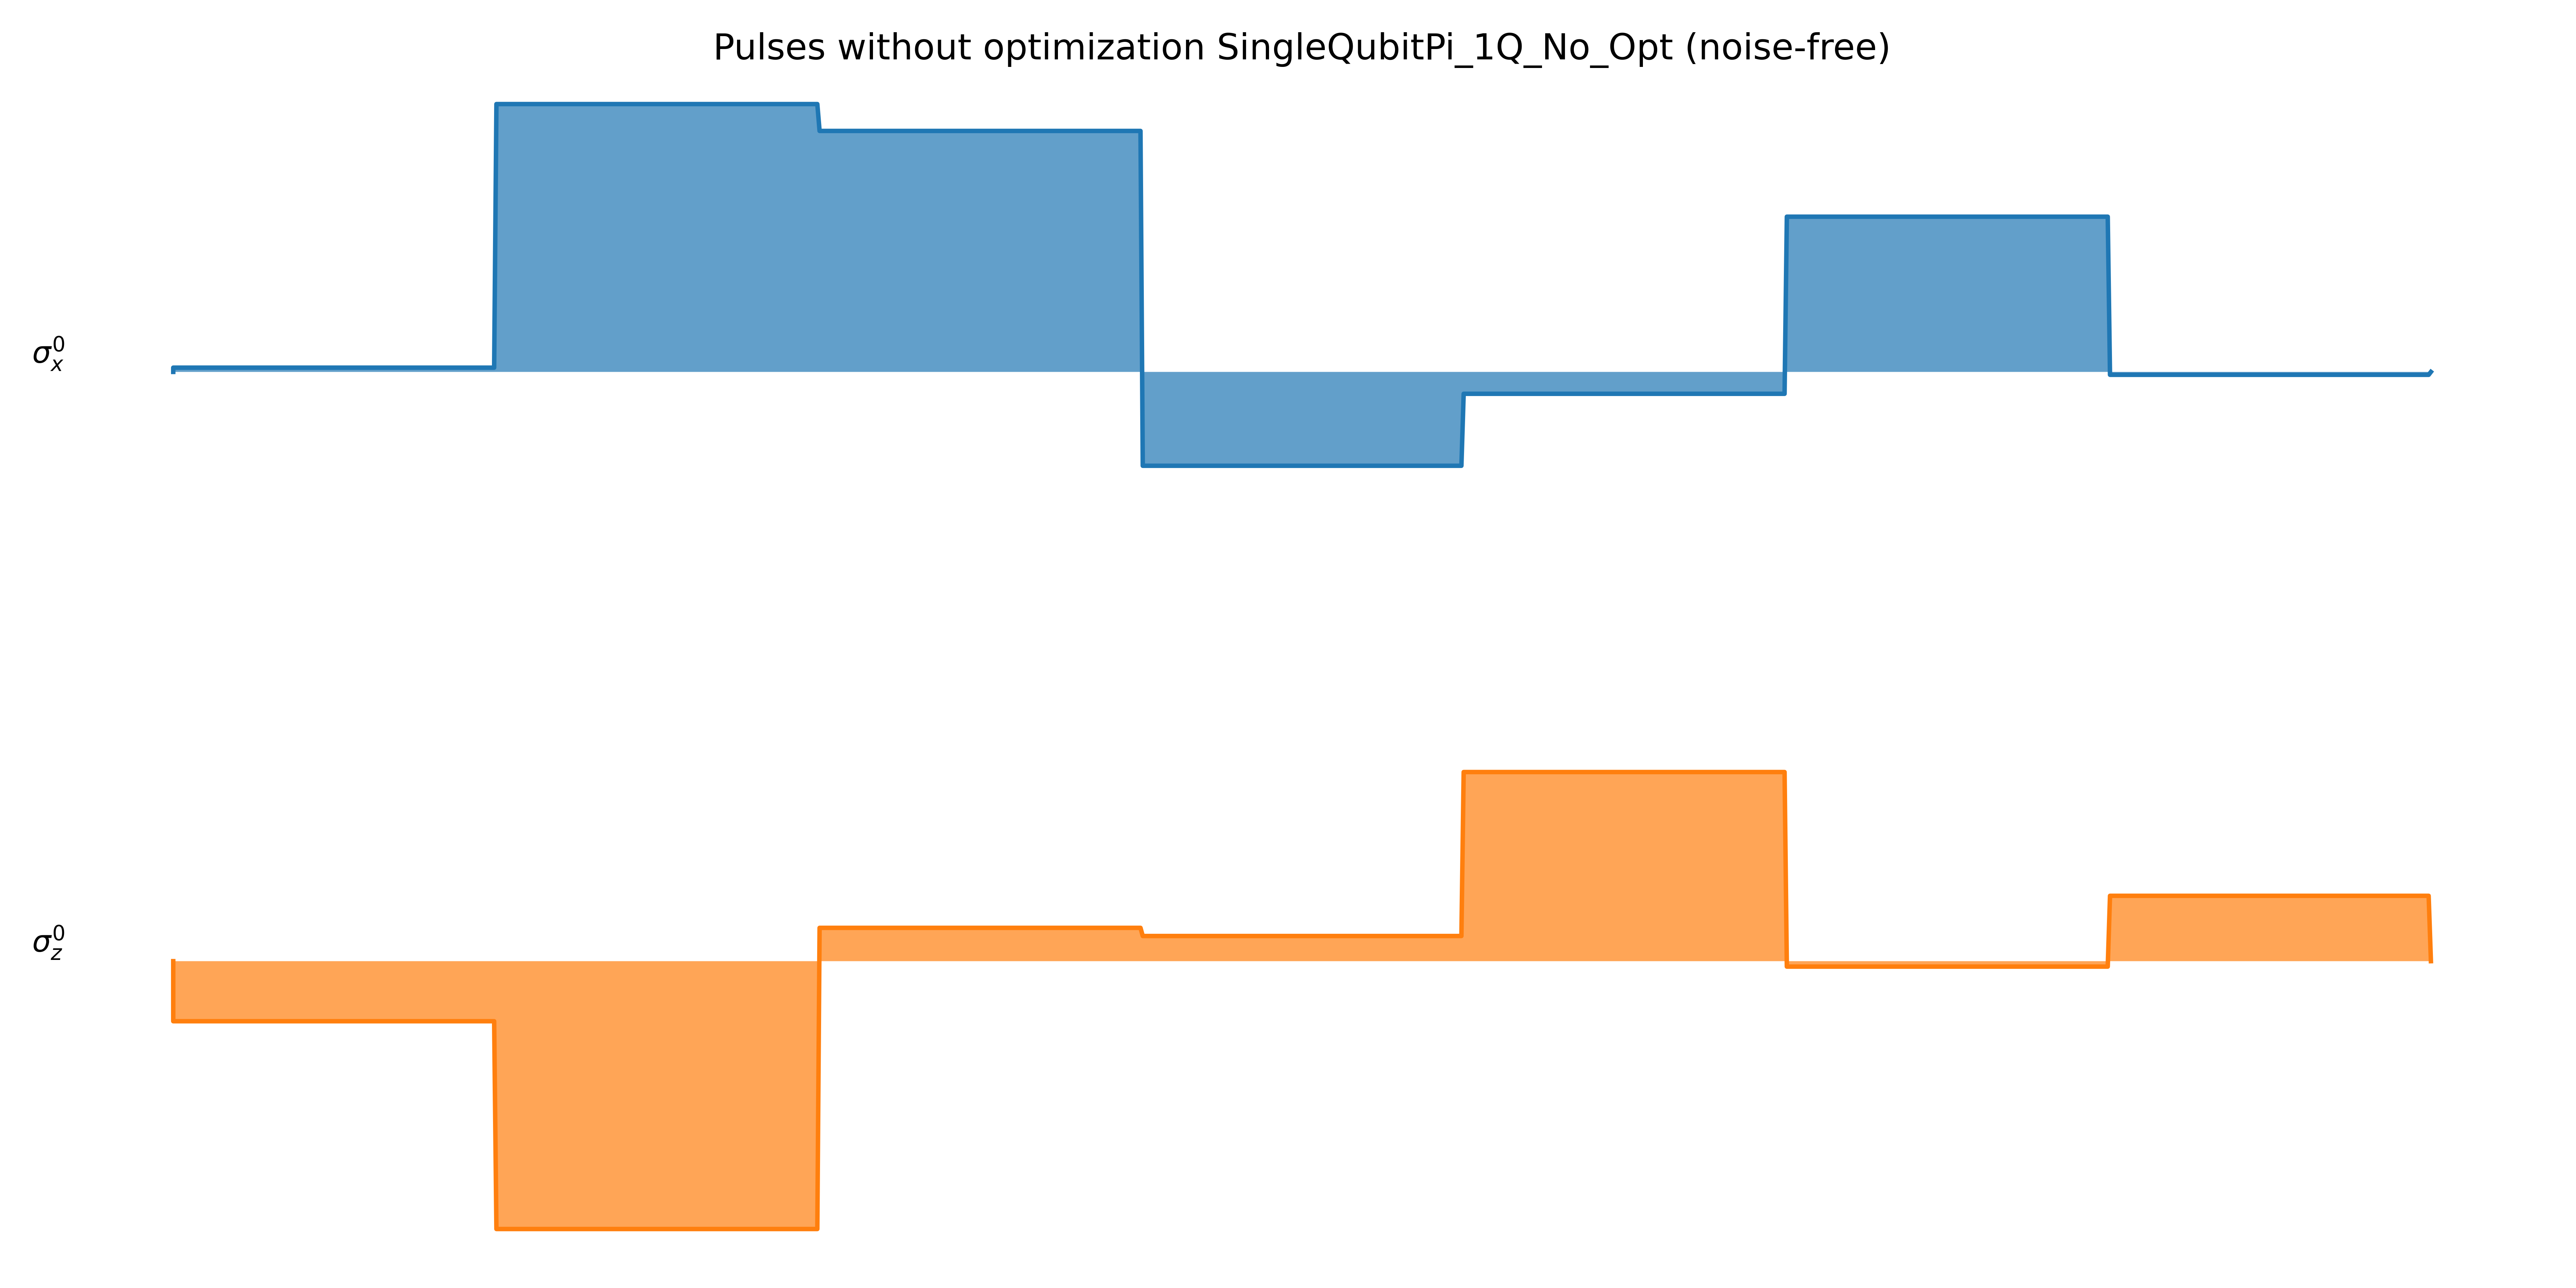 Pulses without optimization SingleQubitPi_1Q_No_Opt (noise-free)
σ_x^0
σ_z^0